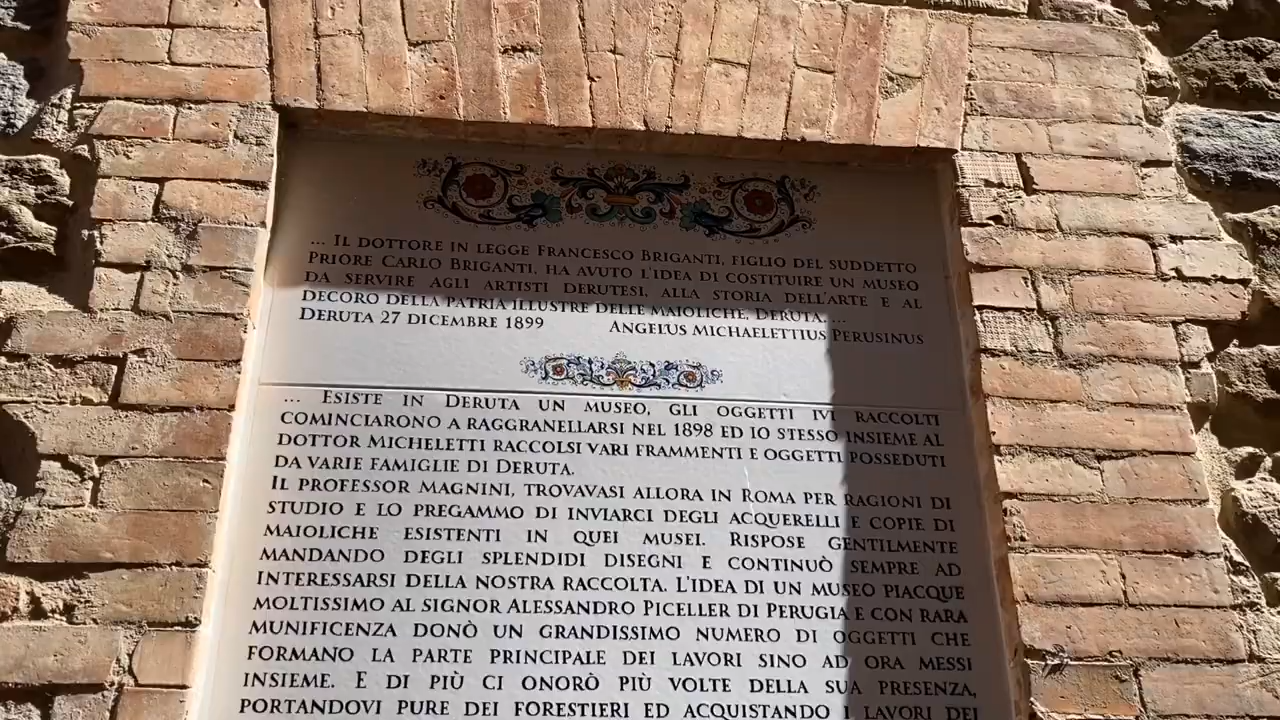 ... IL DOTTORE IN LEGGE FRANCESCO BRIGANTI, FIGLIO DEL SUDDETTO
PRIORE CARLO BRIGANTI, HA AVUTO L'IDEA DI COSTITUIRE UN MUSEO
DA SERVIRE AGLI ARTISTI DERUTESI, ALLA STORIA DELL'ARTE E AL
DECORO DELLA PATRIA ILLUSTRE DELLE MAIOLICHE, DERUTA. ...
DERUTA 27 DICEMBRE 1899 ANGELUS MICHAELETTIUS PERUSINUS
... ESISTE IN DERUTA UN MUSEO, GLI OGGETTI IVI RACCOLTI
COMINCIARONO A RAGGRANELLARSI NEL 1898 ED IO STESSO INSIEME AL
DOTTOR MICHELETTI RACCOLSI VARI FRAMMENTI E OGGETTI POSSEDUTI
DA VARIE FAMIGLIE DI DERUTA.
IL PROFESSOR MAGNINI, TROVAVASI ALLORA IN ROMA PER RAGIONI DI
STUDIO E LO PREGAMMO DI INVIARCI DEGLI ACQUERELLI E COPIE DI
MAIOLICHE ESISTENTI IN QUEI MUSEI. RISPOSE GENTILMENTE
MANDANDO DEGLI SPLENDIDI DISEGNI E CONTINUÒ SEMPRE AD
INTERESSARSI DELLA NOSTRA RACCOLTA. L'IDEA DI UN MUSEO PIACQUE
MOLTISSIMO AL SIGNOR ALESSANDRO PICELLER DI PERUGIA E CON RARA
MUNIFICENZA DONÒ UN GRANDISSIMO NUMERO DI OGGETTI CHE
FORMANO LA PARTE PRINCIPALE DEI LAVORI SINO AD ORA MESSI
INSIEME. E DI PIÙ CI ONORÒ PIÙ VOLTE DELLA SUA PRESENZA,
PORTANDOVI PURE DEI FORESTIERI ED ACQUISTANDO I LAVORI DEI